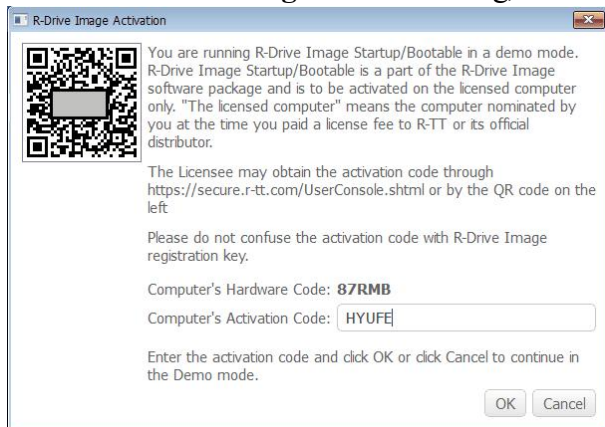 R-Drive Image Activation
You are running R-Drive Image Startup/Bootable in a demo mode.
R-Drive Image Startup/Bootable is a part of the R-Drive Image
software package and is to be activated on the licensed computer
only. "The licensed computer" means the computer nominated by
you at the time you paid a license fee to R-TT or its official
distributor.
The Licensee may obtain the activation code through
https://secure.r-tt.com/UserConsole.shtml or by the QR code on the
left
Please do not confuse the activation code with R-Drive Image
registration key.
Computer's Hardware Code: 87RMB
Computer's Activation Code: HYUFE
Enter the activation code and click OK or click Cancel to continue in
the Demo mode.
OK Cancel